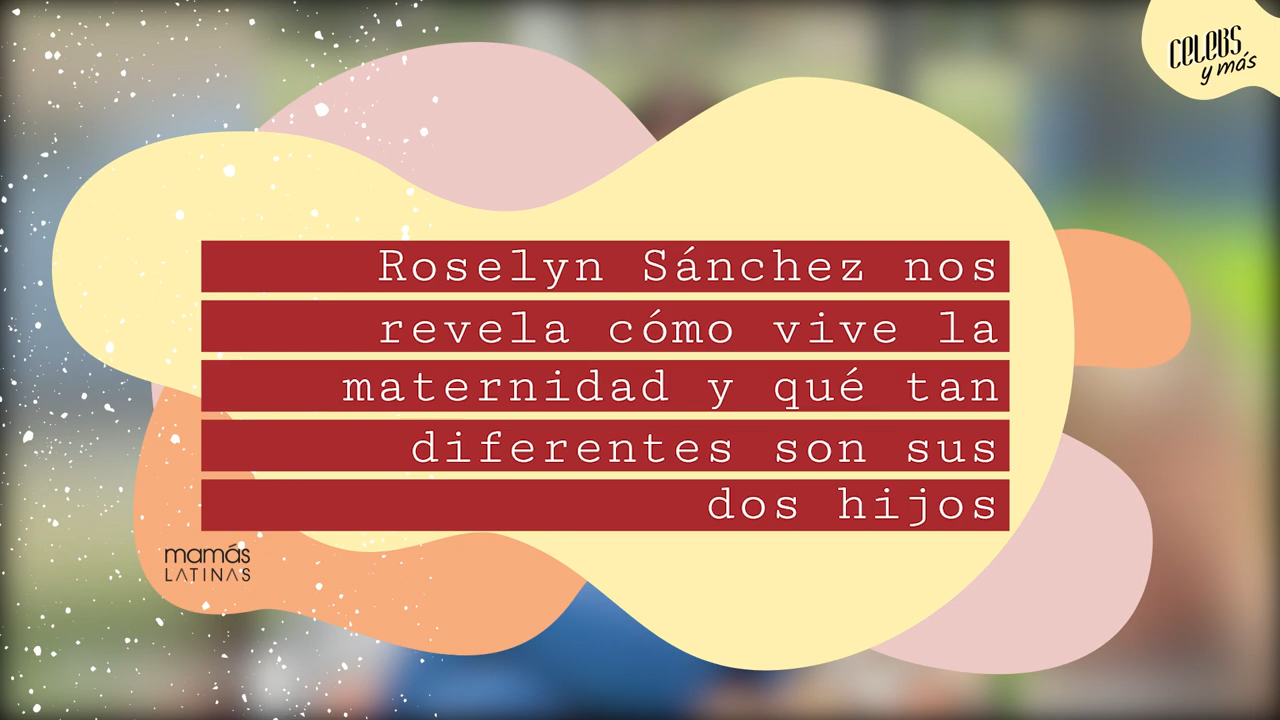 CELEBS
y más
Roselyn Sánchez nos
revela cómo vive la
maternidad y qué tan
diferentes son sus
dos hijos
mamás
LATINAS